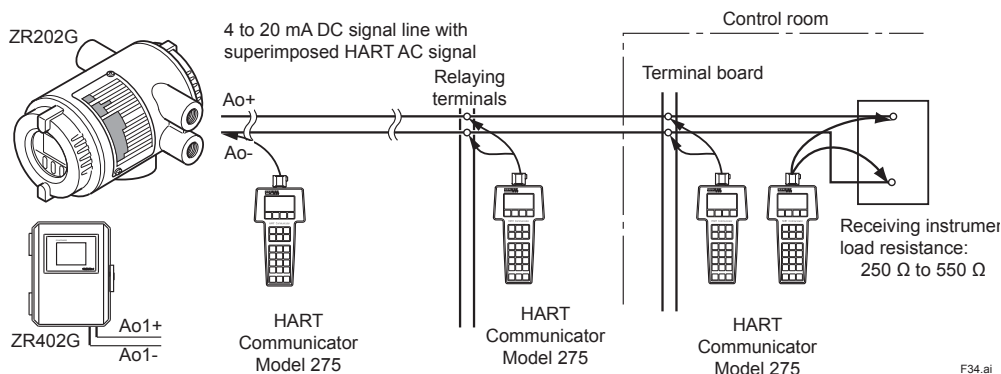 ZR202G
4 to 20 mA DC signal line with
superimposed HART AC signal
Control room
Relaying
terminals
Terminal board
Ao+
Ao-
Receiving instrumen
load resistance:
250 Ω to 550 Ω
ZR402G
Ao1+
Ao1-
HART
Communicator
Model 275
HART
Communicator
Model 275
HART
Communicator
Model 275
F34.ai